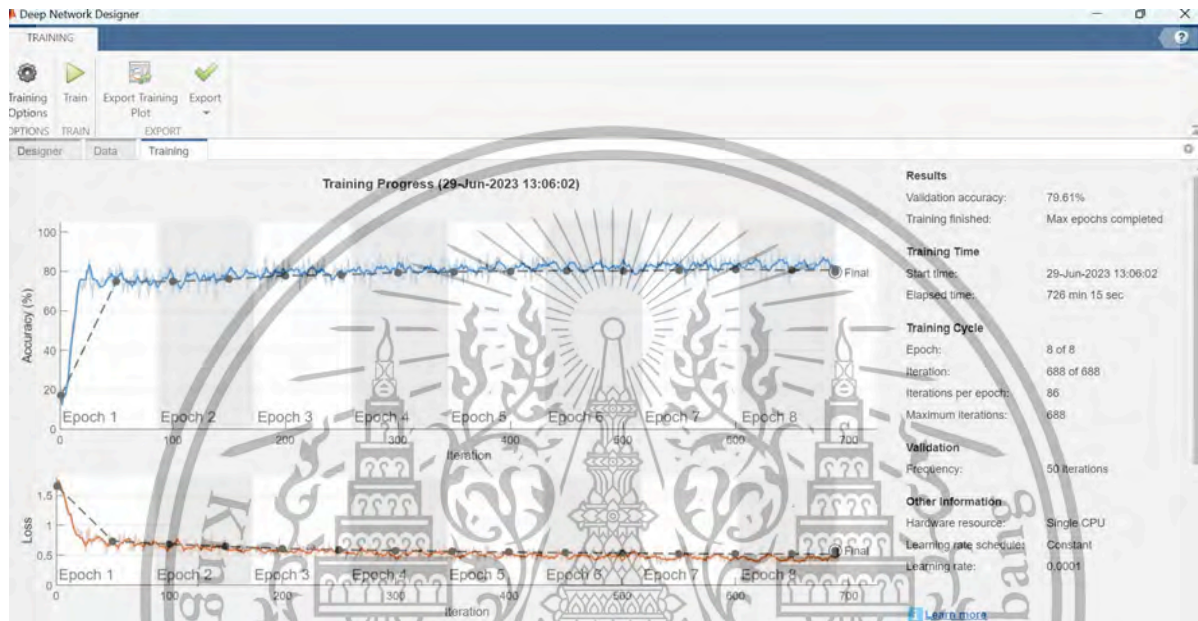 Deep Network Designer
TRAINING
?
Training Options
Train
Export Training Plot
Export
OPTIONS TRAIN EXPORT
Designer Data Training
Training Progress (29-Jun-2023 13:06:02)
Accuracy (%)
100
80
60
40
20
0
Final
Epoch 1 Epoch 2 Epoch 3 Epoch 4 Epoch 5 Epoch 6 Epoch 7 Epoch 8
0 100 200 300 400 500 600 700
Iteration
Loss
1.5
1
0.5
0
Final
Epoch 1 Epoch 2 Epoch 3 Epoch 4 Epoch 5 Epoch 6 Epoch 7 Epoch 8
0 100 200 300 400 500 600 700
Iteration
Results
Validation accuracy: 79.61%
Training finished: Max epochs completed
Training Time
Start time: 29-Jun-2023 13:06:02
Elapsed time: 726 min 15 sec
Training Cycle
Epoch: 8 of 8
Iteration: 688 of 688
Iterations per epoch: 86
Maximum iterations: 688
Validation
Frequency: 50 iterations
Other Information
Hardware resource: Single CPU
Learning rate schedule: Constant
Learning rate: 0.0001
Learn more
King
bang